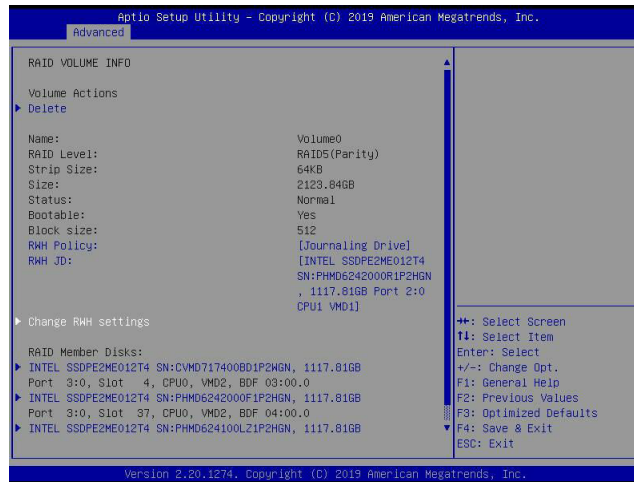 Aptio Setup Utility – Copyright (C) 2019 American Megatrends, Inc.
Advanced
RAID VOLUME INFO
Volume Actions
Delete
Name: Volume0
RAID Level: RAID5(Parity)
Strip Size: 64KB
Size: 2123.84GB
Status: Normal
Bootable: Yes
Block size: 512
RWH Policy: [Journaling Drive]
RWH JD: [INTEL SSDPE2ME012T4
SN:PHMD6242000R1P2HGN
, 1117.81GB Port 2:0
CPU1 VMD1]
Change RWH settings
RAID Member Disks:
INTEL SSDPE2ME012T4 SN:CVMD717400BD1P2WGN, 1117.81GB
Port 3:0, Slot 4, CPU0, VMD2, BDF 03:00.0
INTEL SSDPE2ME012T4 SN:PHMD6242000F1P2HGN, 1117.81GB
Port 3:0, Slot 37, CPU0, VMD2, BDF 04:00.0
INTEL SSDPE2ME012T4 SN:PHMD624100LZ1P2HGN, 1117.81GB
→←: Select Screen
↑↓: Select Item
Enter: Select
+/-: Change Opt.
F1: General Help
F2: Previous Values
F3: Optimized Defaults
F4: Save & Exit
ESC: Exit
Version 2.20.1274. Copyright (C) 2019 American Megatrends, Inc.